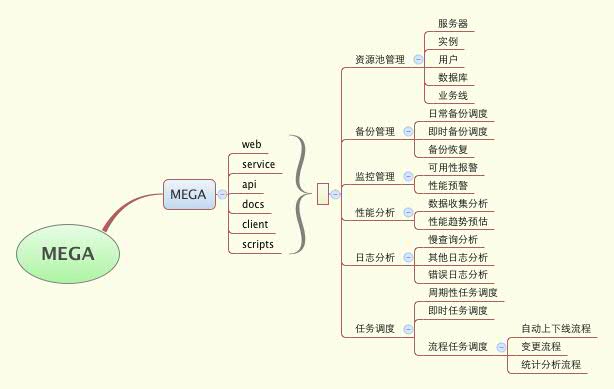 MEGA
MEGA
web
service
api
docs
client
scripts
资源池管理
服务器
实例
用户
数据库
业务线
备份管理
日常备份调度
即时备份调度
备份恢复
监控管理
可用性报警
性能预警
性能分析
数据收集分析
性能趋势预估
日志分析
慢查询分析
其他日志分析
错误日志分析
任务调度
周期性任务调度
即时任务调度
流程任务调度
自动上下线流程
变更流程
统计分析流程